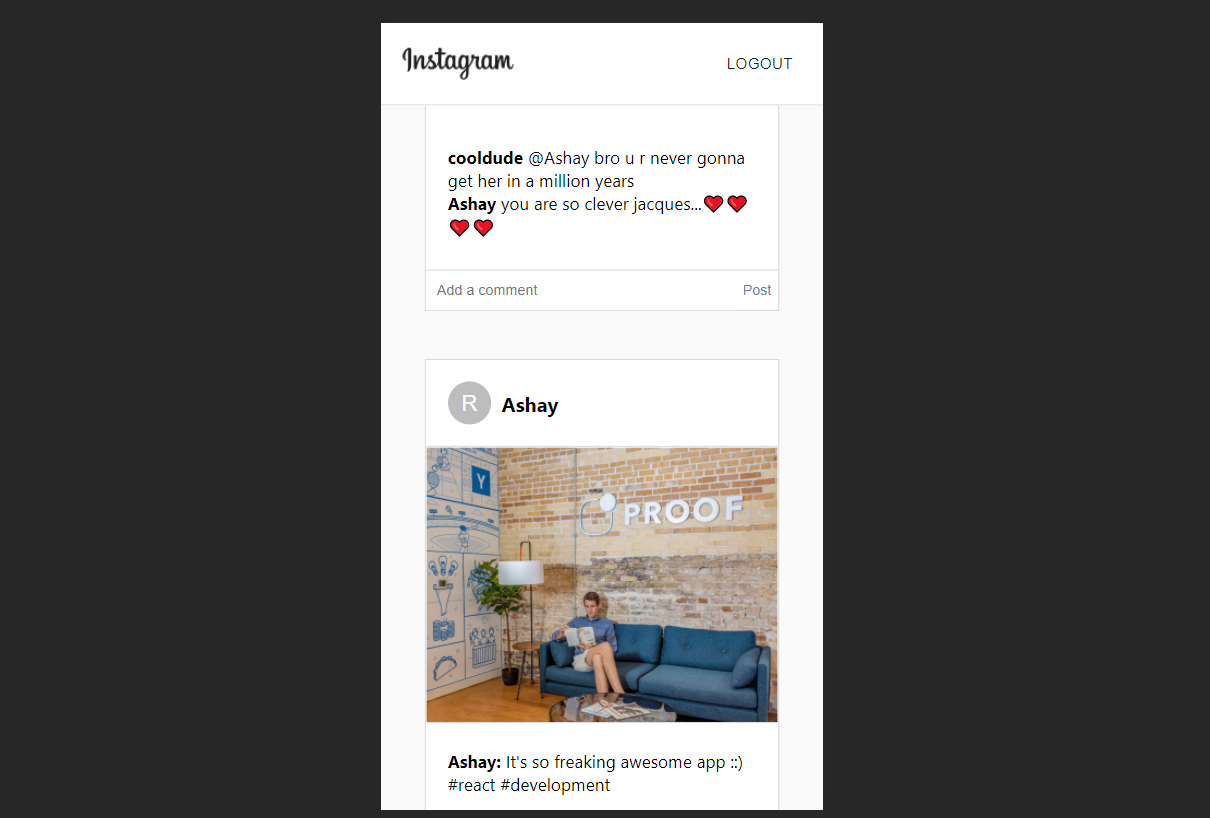 Instagram
LOGOUT
cooldude @Ashay bro u r never gonna
get her in a million years
Ashay you are so clever jacques...❤️❤️
❤️❤️
Add a comment
Post
R
Ashay
Y
PROOF
Ashay: It's so freaking awesome app ::)
#react #development